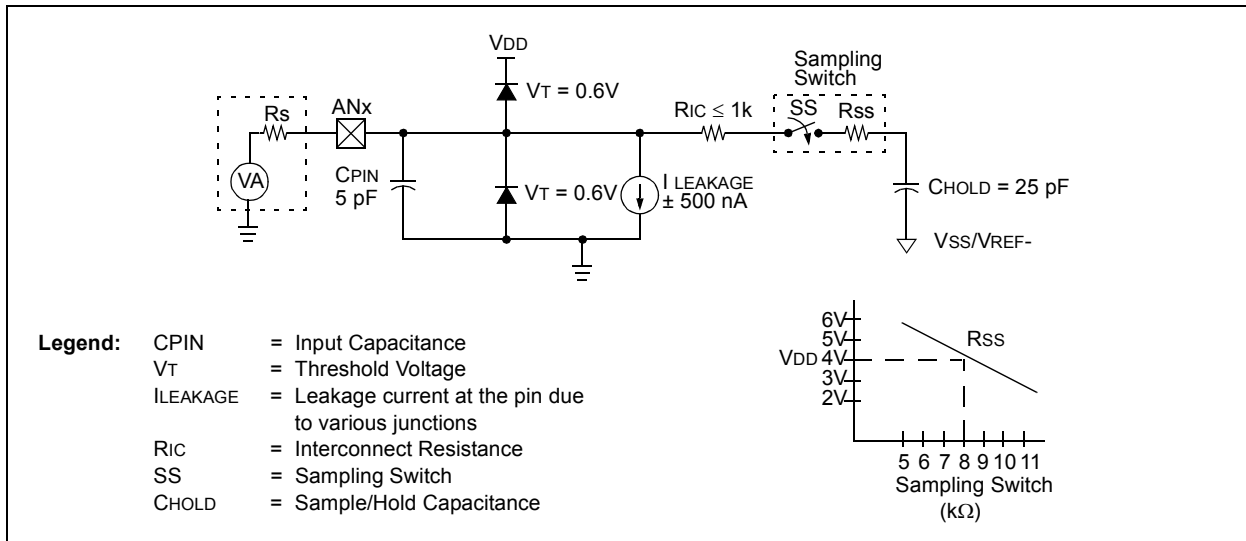 VDD
Sampling
Switch
VT = 0.6V
RIC ≤ 1k
SS
RSS
Rs
ANx
VA
CPIN
5 pF
VT = 0.6V
I LEAKAGE
± 500 nA
CHOLD = 25 pF
VSS/VREF-
Legend: CPIN = Input Capacitance
VT = Threshold Voltage
ILEAKAGE = Leakage current at the pin due
to various junctions
RIC = Interconnect Resistance
SS = Sampling Switch
CHOLD = Sample/Hold Capacitance
6V
5V
VDD 4V
3V
2V
RSS
5 6 7 8 9 10 11
Sampling Switch
(kΩ)